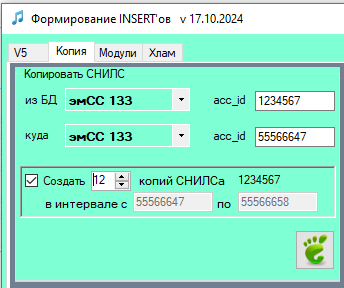 Формирование INSERT'ов v 17.10.2024
V5 Копия Модули Хлам
Копировать СНИЛС
из БД эмСС 133 acc_id 1234567
куда эмСС 133 acc_id 55566647
Создать 12 копий СНИЛСа 1234567
в интервале с 55566647 по 55566658